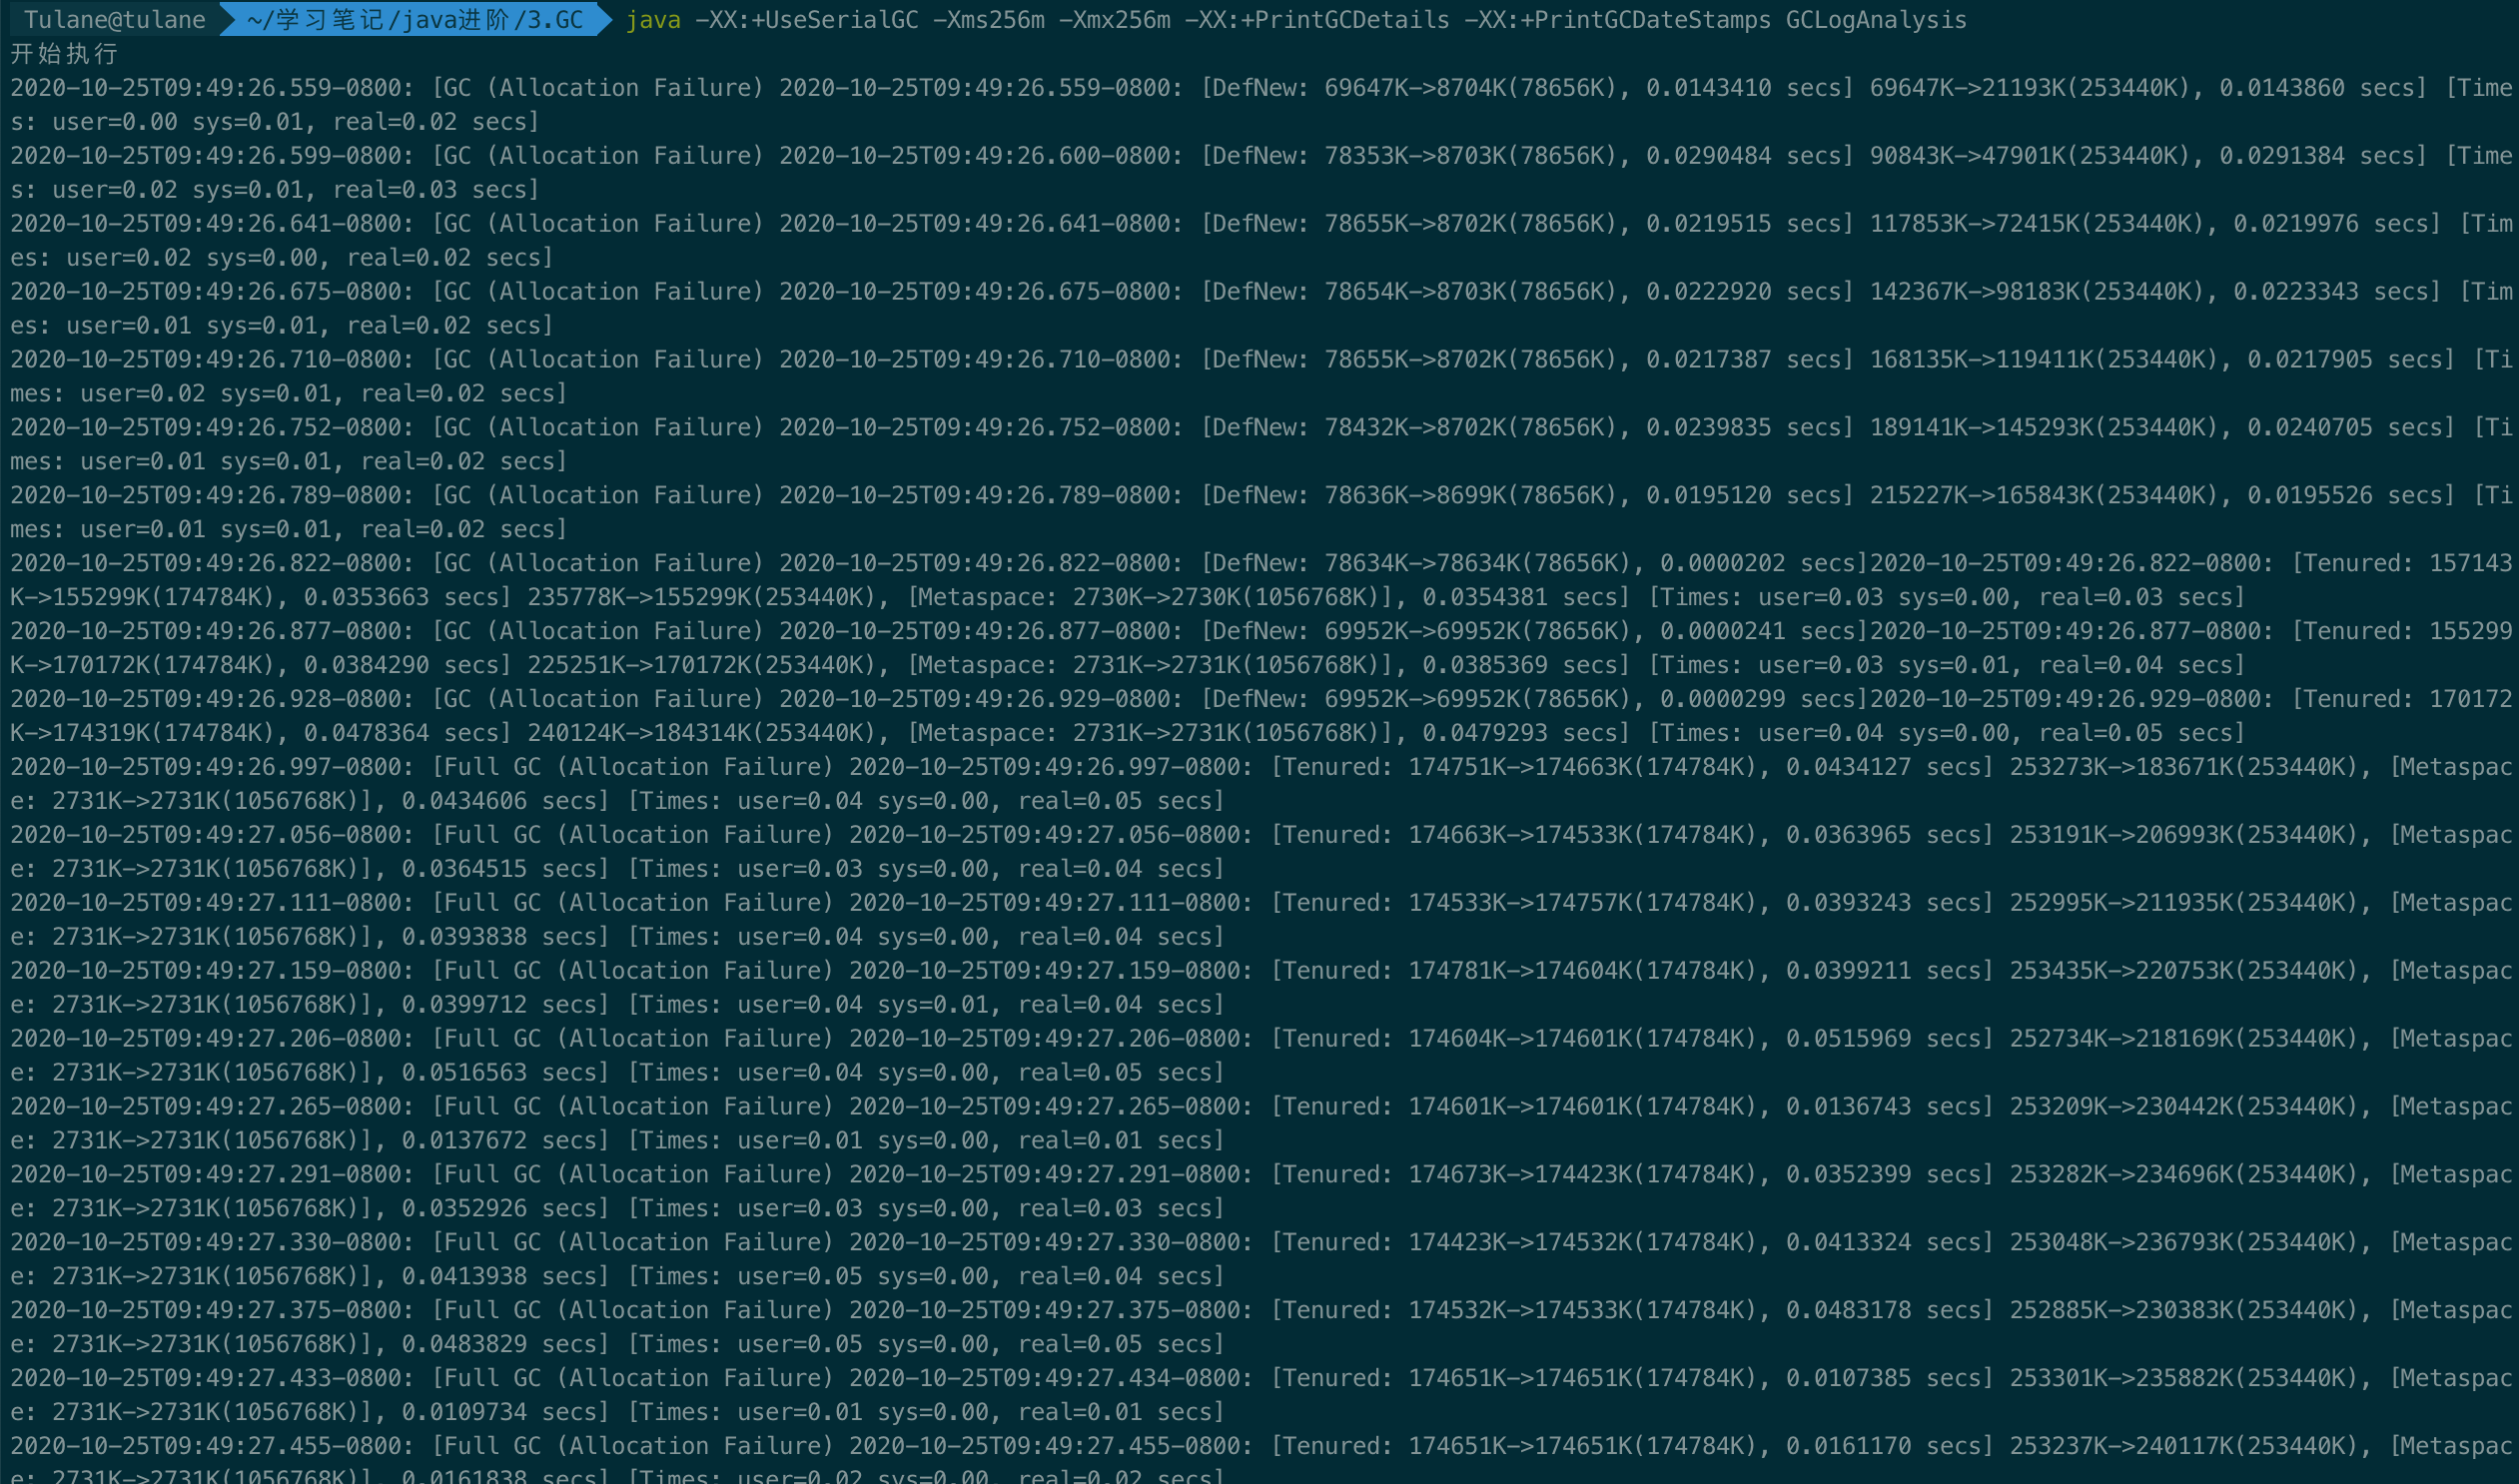 Tulane@tulane ~/学习笔记/java进阶/3.GC java -XX:+UseSerialGC -Xms256m -Xmx256m -XX:+PrintGCDetails -XX:+PrintGCDateStamps GCLogAnalysis
开始执行
2020-10-25T09:49:26.559-0800: [GC (Allocation Failure) 2020-10-25T09:49:26.559-0800: [DefNew: 69647K->8704K(78656K), 0.0143410 secs] 69647K->21193K(253440K), 0.0143860 secs] [Time
s: user=0.00 sys=0.01, real=0.02 secs]
2020-10-25T09:49:26.599-0800: [GC (Allocation Failure) 2020-10-25T09:49:26.600-0800: [DefNew: 78353K->8703K(78656K), 0.0290484 secs] 90843K->47901K(253440K), 0.0291384 secs] [Time
s: user=0.02 sys=0.01, real=0.03 secs]
2020-10-25T09:49:26.641-0800: [GC (Allocation Failure) 2020-10-25T09:49:26.641-0800: [DefNew: 78655K->8702K(78656K), 0.0219515 secs] 117853K->72415K(253440K), 0.0219976 secs] [Tim
es: user=0.02 sys=0.00, real=0.02 secs]
2020-10-25T09:49:26.675-0800: [GC (Allocation Failure) 2020-10-25T09:49:26.675-0800: [DefNew: 78654K->8703K(78656K), 0.0222920 secs] 142367K->98183K(253440K), 0.0223343 secs] [Tim
es: user=0.01 sys=0.01, real=0.02 secs]
2020-10-25T09:49:26.710-0800: [GC (Allocation Failure) 2020-10-25T09:49:26.710-0800: [DefNew: 78655K->8702K(78656K), 0.0217387 secs] 168135K->119411K(253440K), 0.0217905 secs] [Ti
mes: user=0.02 sys=0.01, real=0.02 secs]
2020-10-25T09:49:26.752-0800: [GC (Allocation Failure) 2020-10-25T09:49:26.752-0800: [DefNew: 78432K->8702K(78656K), 0.0239835 secs] 189141K->145293K(253440K), 0.0240705 secs] [Ti
mes: user=0.01 sys=0.01, real=0.02 secs]
2020-10-25T09:49:26.789-0800: [GC (Allocation Failure) 2020-10-25T09:49:26.789-0800: [DefNew: 78636K->8699K(78656K), 0.0195120 secs] 215227K->165843K(253440K), 0.0195526 secs] [Ti
mes: user=0.01 sys=0.01, real=0.02 secs]
2020-10-25T09:49:26.822-0800: [GC (Allocation Failure) 2020-10-25T09:49:26.822-0800: [DefNew: 78634K->78634K(78656K), 0.0000202 secs]2020-10-25T09:49:26.822-0800: [Tenured: 157143
K->155299K(174784K), 0.0353663 secs] 235778K->155299K(253440K), [Metaspace: 2730K->2730K(1056768K)], 0.0354381 secs] [Times: user=0.03 sys=0.00, real=0.03 secs]
2020-10-25T09:49:26.877-0800: [GC (Allocation Failure) 2020-10-25T09:49:26.877-0800: [DefNew: 69952K->69952K(78656K), 0.0000241 secs]2020-10-25T09:49:26.877-0800: [Tenured: 155299
K->170172K(174784K), 0.0384290 secs] 225251K->170172K(253440K), [Metaspace: 2731K->2731K(1056768K)], 0.0385369 secs] [Times: user=0.03 sys=0.01, real=0.04 secs]
2020-10-25T09:49:26.928-0800: [GC (Allocation Failure) 2020-10-25T09:49:26.929-0800: [DefNew: 69952K->69952K(78656K), 0.0000299 secs]2020-10-25T09:49:26.929-0800: [Tenured: 170172
K->174319K(174784K), 0.0478364 secs] 240124K->184314K(253440K), [Metaspace: 2731K->2731K(1056768K)], 0.0479293 secs] [Times: user=0.04 sys=0.00, real=0.05 secs]
2020-10-25T09:49:26.997-0800: [Full GC (Allocation Failure) 2020-10-25T09:49:26.997-0800: [Tenured: 174751K->174663K(174784K), 0.0434127 secs] 253273K->183671K(253440K), [Metaspac
e: 2731K->2731K(1056768K)], 0.0434606 secs] [Times: user=0.04 sys=0.00, real=0.05 secs]
2020-10-25T09:49:27.056-0800: [Full GC (Allocation Failure) 2020-10-25T09:49:27.056-0800: [Tenured: 174663K->174533K(174784K), 0.0363965 secs] 253191K->206993K(253440K), [Metaspac
e: 2731K->2731K(1056768K)], 0.0364515 secs] [Times: user=0.03 sys=0.00, real=0.04 secs]
2020-10-25T09:49:27.111-0800: [Full GC (Allocation Failure) 2020-10-25T09:49:27.111-0800: [Tenured: 174533K->174757K(174784K), 0.0393243 secs] 252995K->211935K(253440K), [Metaspac
e: 2731K->2731K(1056768K)], 0.0393838 secs] [Times: user=0.04 sys=0.00, real=0.04 secs]
2020-10-25T09:49:27.159-0800: [Full GC (Allocation Failure) 2020-10-25T09:49:27.159-0800: [Tenured: 174781K->174604K(174784K), 0.0399211 secs] 253435K->220753K(253440K), [Metaspac
e: 2731K->2731K(1056768K)], 0.0399712 secs] [Times: user=0.04 sys=0.01, real=0.04 secs]
2020-10-25T09:49:27.206-0800: [Full GC (Allocation Failure) 2020-10-25T09:49:27.206-0800: [Tenured: 174604K->174601K(174784K), 0.0515969 secs] 252734K->218169K(253440K), [Metaspac
e: 2731K->2731K(1056768K)], 0.0516563 secs] [Times: user=0.04 sys=0.00, real=0.05 secs]
2020-10-25T09:49:27.265-0800: [Full GC (Allocation Failure) 2020-10-25T09:49:27.265-0800: [Tenured: 174601K->174601K(174784K), 0.0136743 secs] 253209K->230442K(253440K), [Metaspac
e: 2731K->2731K(1056768K)], 0.0137672 secs] [Times: user=0.01 sys=0.00, real=0.01 secs]
2020-10-25T09:49:27.291-0800: [Full GC (Allocation Failure) 2020-10-25T09:49:27.291-0800: [Tenured: 174673K->174423K(174784K), 0.0352399 secs] 253282K->234696K(253440K), [Metaspac
e: 2731K->2731K(1056768K)], 0.0352926 secs] [Times: user=0.03 sys=0.00, real=0.03 secs]
2020-10-25T09:49:27.330-0800: [Full GC (Allocation Failure) 2020-10-25T09:49:27.330-0800: [Tenured: 174423K->174532K(174784K), 0.0413324 secs] 253048K->236793K(253440K), [Metaspac
e: 2731K->2731K(1056768K)], 0.0413938 secs] [Times: user=0.05 sys=0.00, real=0.04 secs]
2020-10-25T09:49:27.375-0800: [Full GC (Allocation Failure) 2020-10-25T09:49:27.375-0800: [Tenured: 174532K->174533K(174784K), 0.0483178 secs] 252885K->230383K(253440K), [Metaspac
e: 2731K->2731K(1056768K)], 0.0483829 secs] [Times: user=0.05 sys=0.00, real=0.05 secs]
2020-10-25T09:49:27.433-0800: [Full GC (Allocation Failure) 2020-10-25T09:49:27.434-0800: [Tenured: 174651K->174651K(174784K), 0.0107385 secs] 253301K->235882K(253440K), [Metaspac
e: 2731K->2731K(1056768K)], 0.0109734 secs] [Times: user=0.01 sys=0.00, real=0.01 secs]
2020-10-25T09:49:27.455-0800: [Full GC (Allocation Failure) 2020-10-25T09:49:27.455-0800: [Tenured: 174651K->174651K(174784K), 0.0161170 secs] 253237K->240117K(253440K), [Metaspac
e: 2731K->2731K(1056768K)], 0.0161838 secs] [Times: user=0.02 sys=0.00, real=0.02 secs]